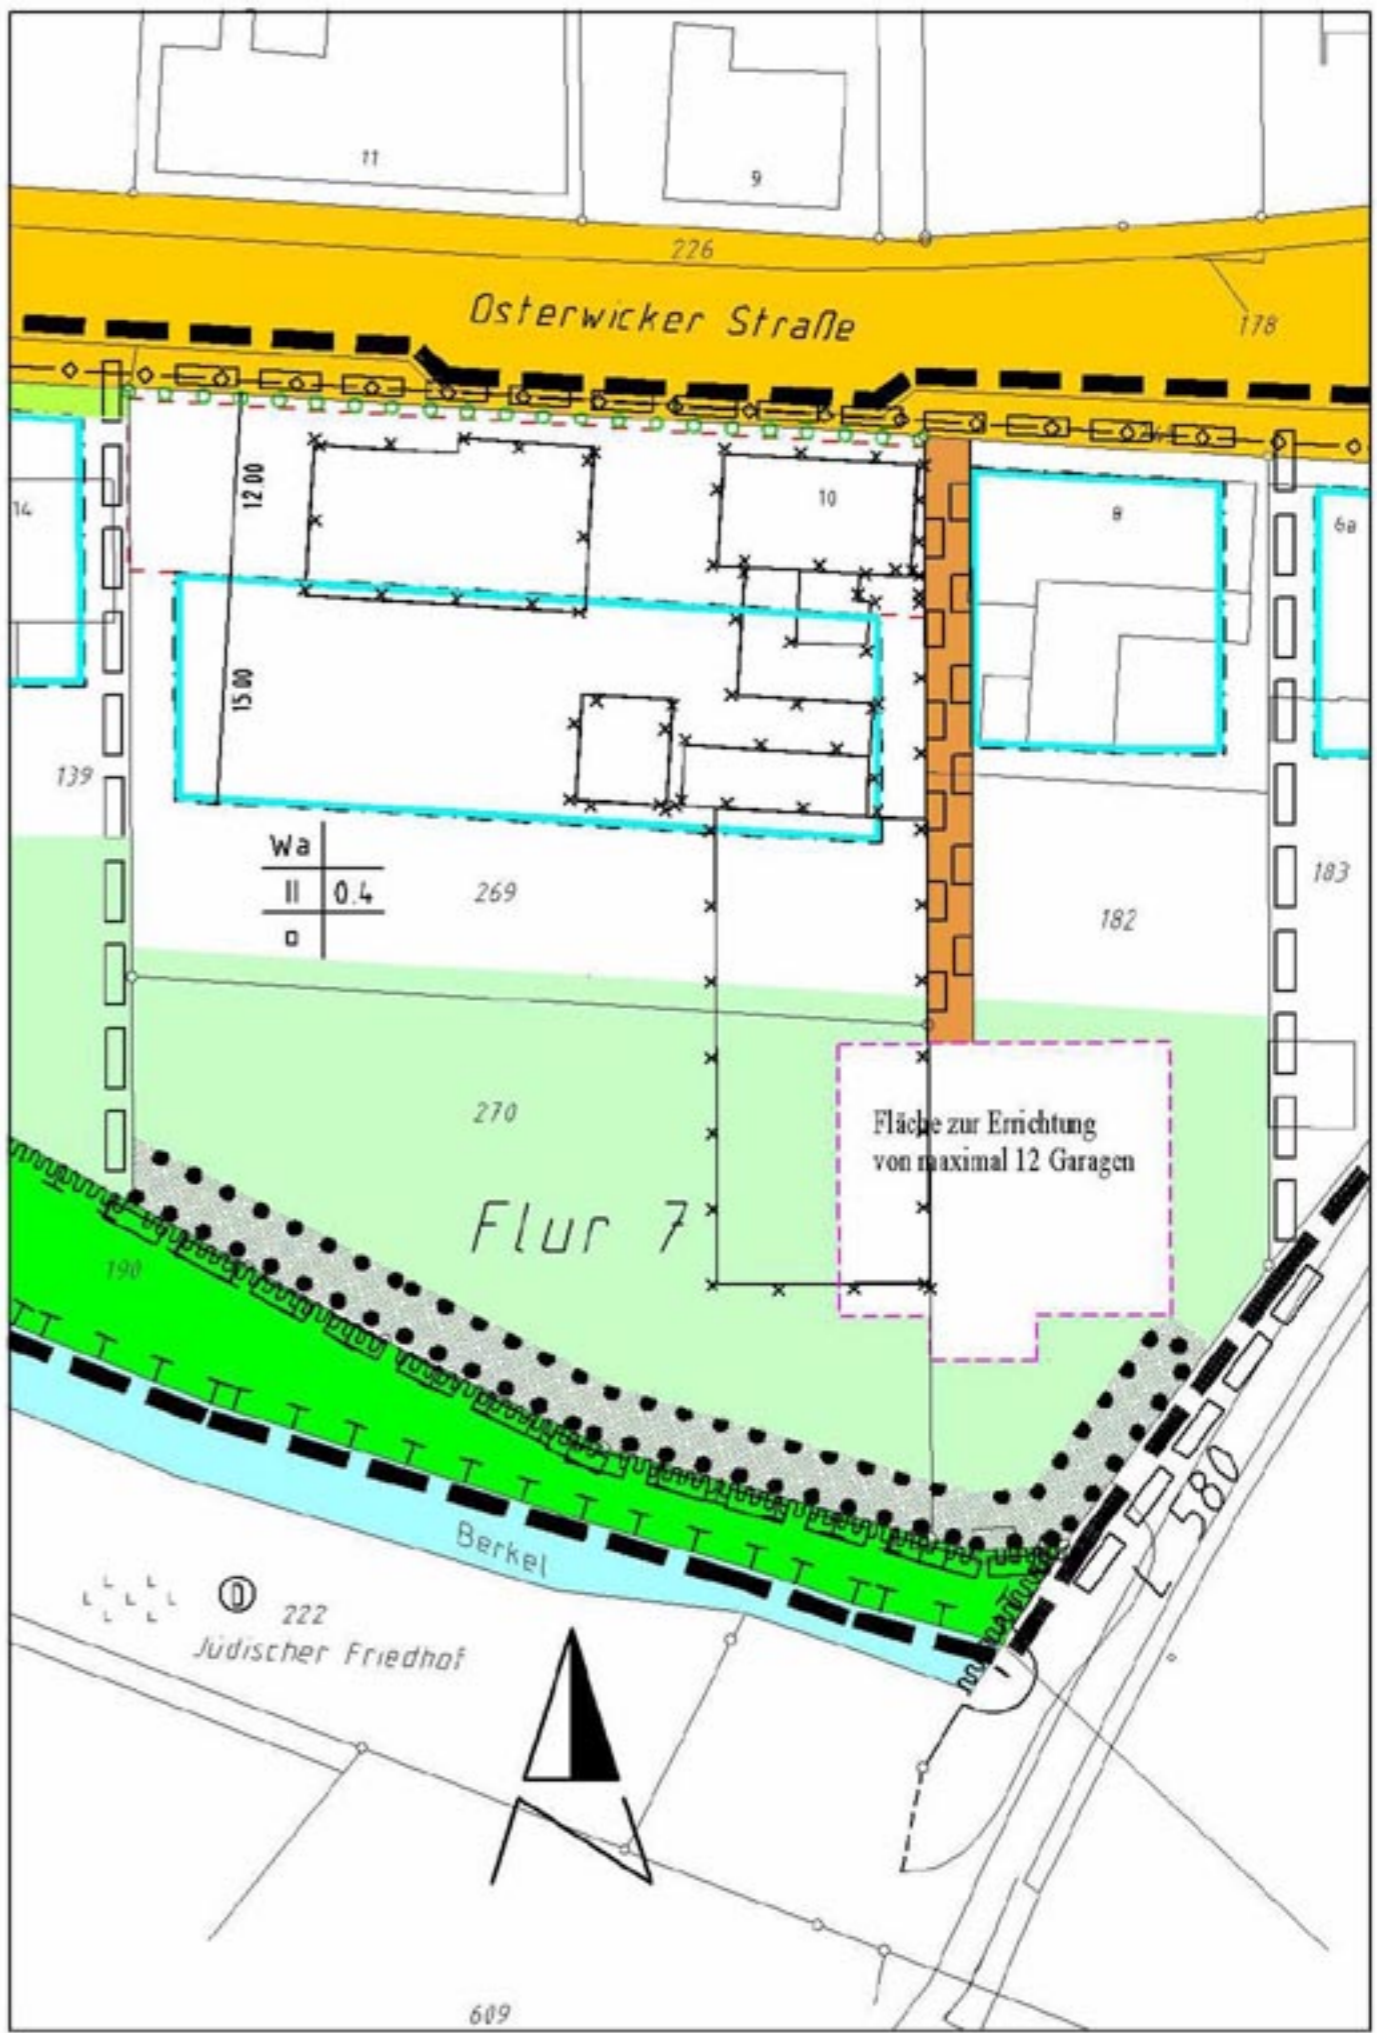 11
9
226
Osterwicker Straße
178
12.00
14
10
8
6a
15.00
139
Wa
II 0.4
o
269
182
183
270
Fläche zur Errichtung
von maximal 12 Garagen
Flur 7
190
L 580
Berkel
222
Jüdischer Friedhof
N
609